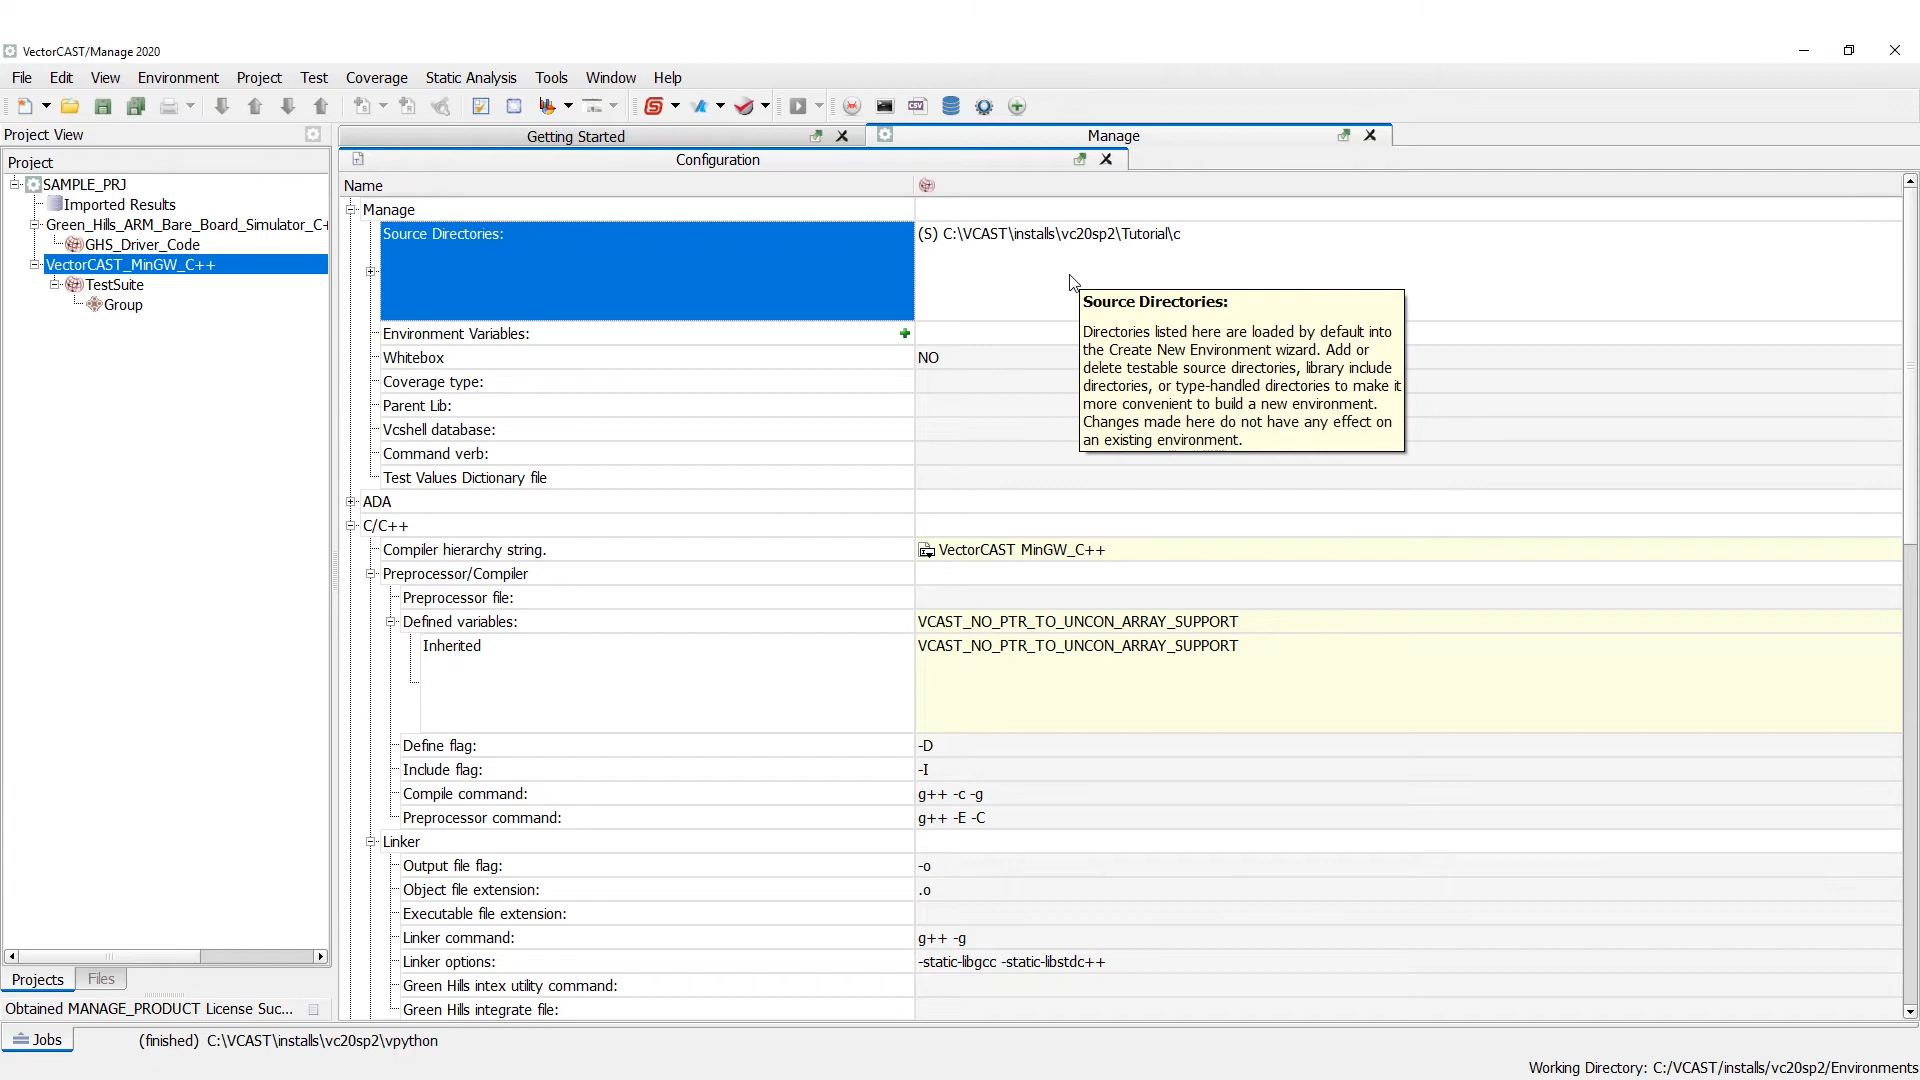 VectorCAST/Manage 2020
File Edit View Environment Project Test Coverage Static Analysis Tools Window Help
Project View
Getting Started
Manage
Configuration
Project
SAMPLE_PRJ
Imported Results
Green_Hills_ARM_Bare_Board_Simulator_C+
GHS_Driver_Code
VectorCAST_MinGW_C++
TestSuite
Group
Name
Manage
Source Directories: (S) C:\VCAST\installs\vc20sp2\Tutorial\c
Environment Variables:
Whitebox NO
Coverage type:
Parent Lib:
Vcshell database:
Command verb:
Test Values Dictionary file
Source Directories:
Directories listed here are loaded by default into
the Create New Environment wizard. Add or
delete testable source directories, library include
directories, or type-handled directories to make it
more convenient to build a new environment.
Changes made here do not have any effect on
an existing environment.
ADA
C/C++
Compiler hierarchy string. VectorCAST MinGW_C++
Preprocessor/Compiler
Preprocessor file:
Defined variables: VCAST_NO_PTR_TO_UNCON_ARRAY_SUPPORT
Inherited VCAST_NO_PTR_TO_UNCON_ARRAY_SUPPORT
Define flag: -D
Include flag: -I
Compile command: g++ -c -g
Preprocessor command: g++ -E -C
Linker
Output file flag: -o
Object file extension: .o
Executable file extension:
Linker command: g++ -g
Linker options: -static-libgcc -static-libstdc++
Green Hills intex utility command:
Green Hills integrate file:
Projects Files
Obtained MANAGE_PRODUCT License Suc...
Jobs (finished) C:\VCAST\installs\vc20sp2\vpython
Working Directory: C:/VCAST/installs/vc20sp2/Environments